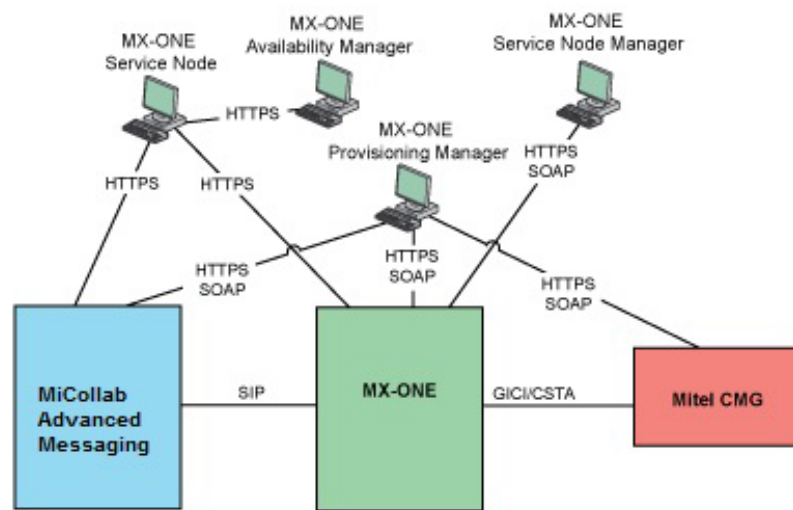 MX-ONE
Service Node
MX-ONE
Availability Manager
MX-ONE
Service Node Manager
HTTPS
MX-ONE
Provisioning Manager
HTTPS
HTTPS
HTTPS
SOAP
HTTPS
SOAP
HTTPS
SOAP
HTTPS
SOAP
MiCollab
Advanced
Messaging
SIP
MX-ONE
GICI/CSTA
Mitel CMG